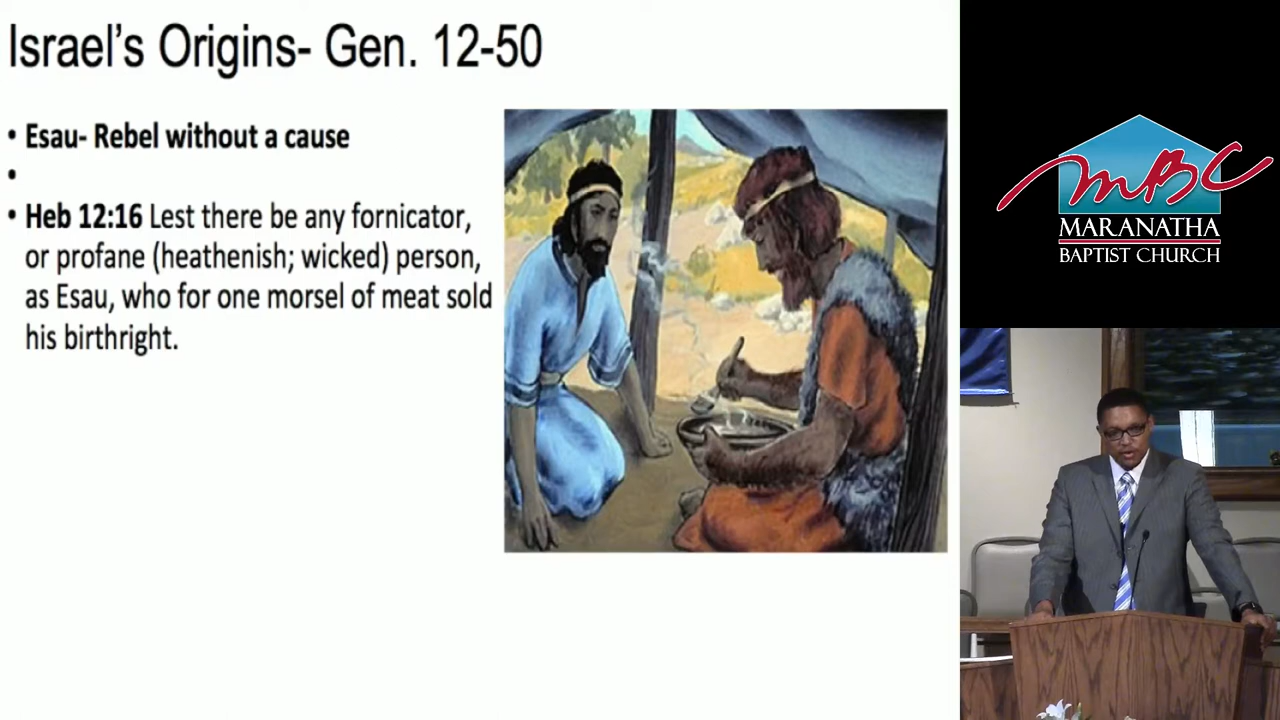 Israel's Origins- Gen. 12-50
• Esau- Rebel without a cause
•
• Heb 12:16 Lest there be any fornicator,
or profane (heathenish; wicked) person,
as Esau, who for one morsel of meat sold
his birthright.
MBC
MARANATHA
BAPTIST CHURCH